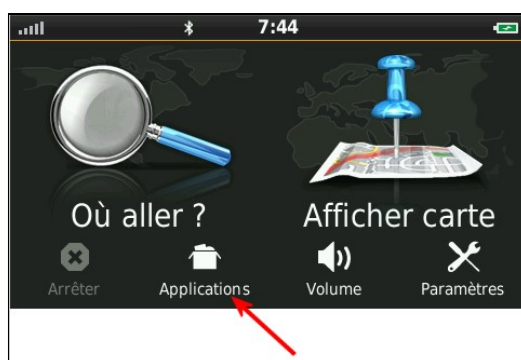 7:44
Où aller ?
Afficher carte
Arrêter
Applications
Volume
Paramètres